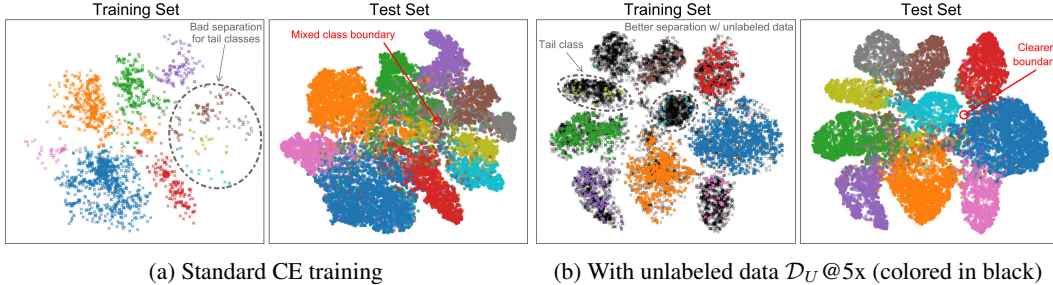 Training Set
Bad separation
for tail classes
Test Set
Mixed class boundary
Training Set
Better separation w/ unlabeled data
Tail class
Test Set
Clearer
boundary
(a) Standard CE training
(b) With unlabeled data D_U@5x (colored in black)